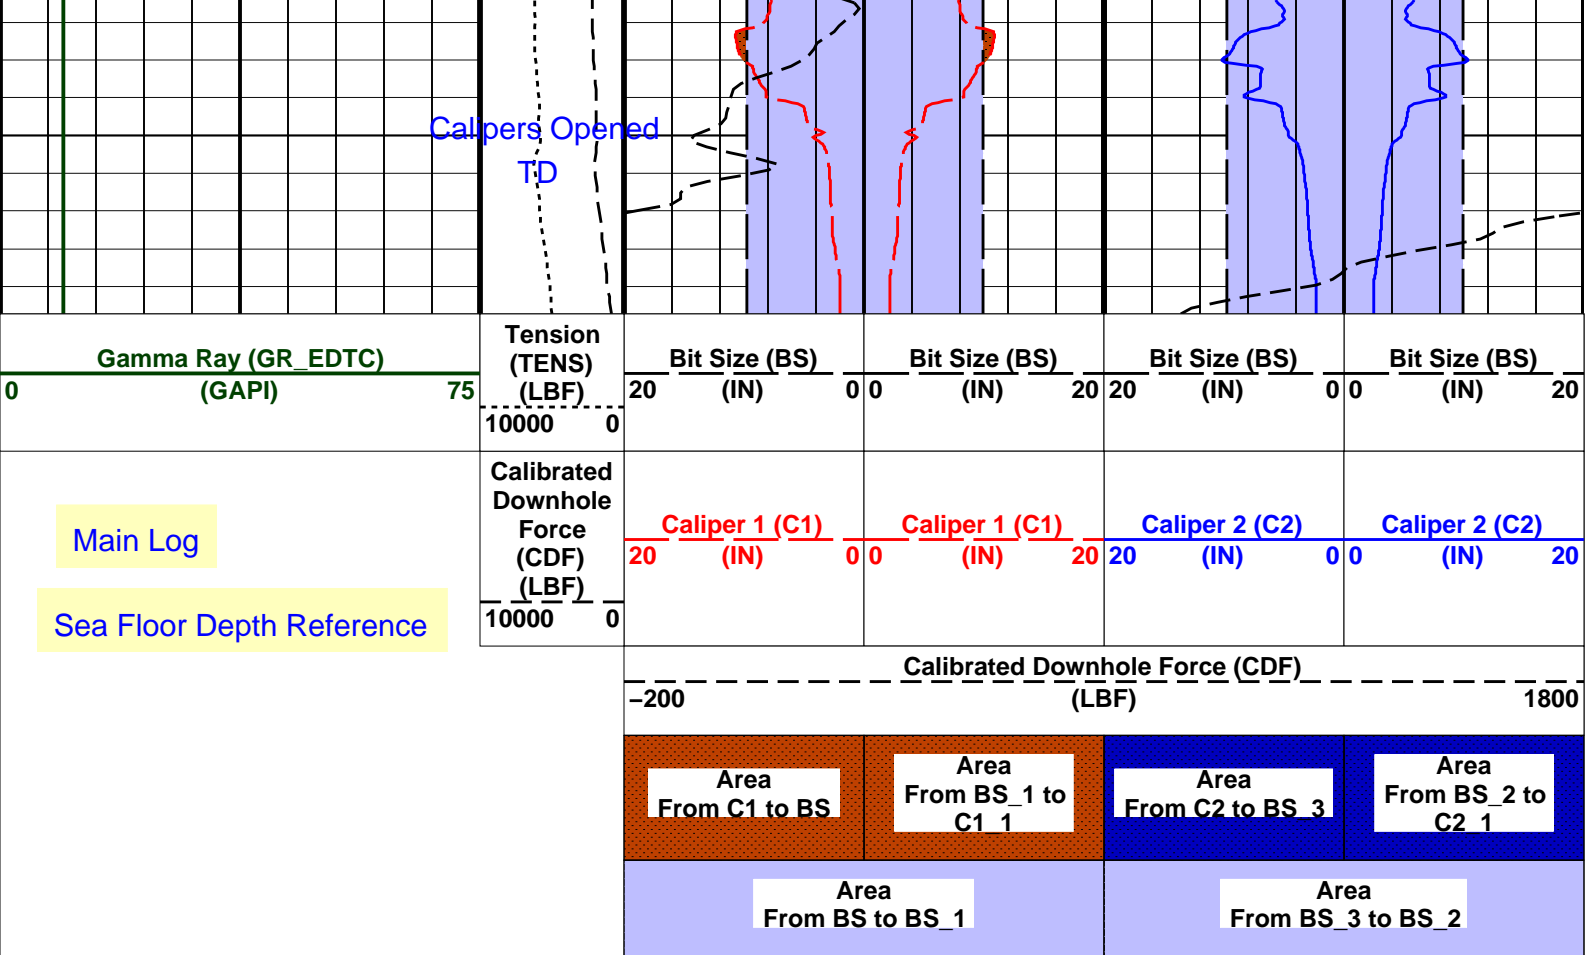 Calipers Opened
TD
Gamma Ray (GR_EDTC)
0 (GAPI) 75
Tension
(TENS)
(LBF)
10000 0
Bit Size (BS)
20 (IN) 0
Bit Size (BS)
0 (IN) 20
Bit Size (BS)
20 (IN) 0
Bit Size (BS)
0 (IN) 20
Main Log
Sea Floor Depth Reference
Calibrated
Downhole
Force
(CDF)
(LBF)
10000 0
Caliper 1 (C1)
20 (IN) 0
Caliper 1 (C1)
0 (IN) 20
Caliper 2 (C2)
20 (IN) 0
Caliper 2 (C2)
0 (IN) 20
Calibrated Downhole Force (CDF)
−200 (LBF) 1800
Area
From C1 to BS
Area
From BS_1 to
C1_1
Area
From C2 to BS_3
Area
From BS_2 to
C2_1
Area
From BS to BS_1
Area
From BS_3 to BS_2